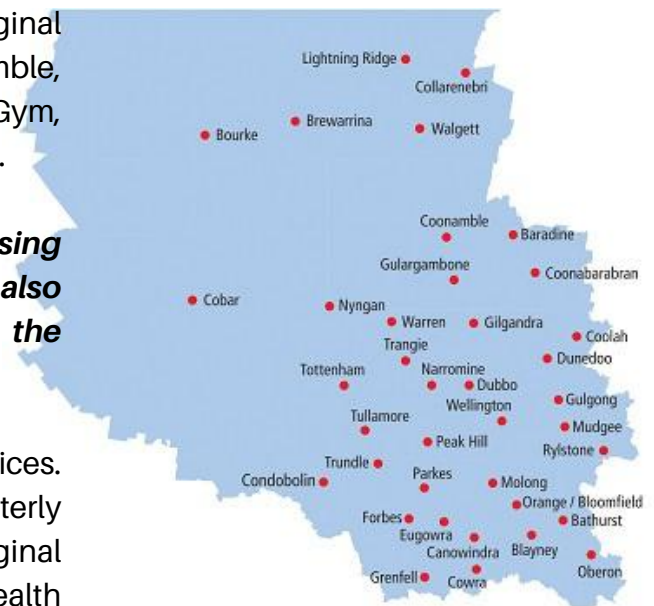 ginal
mble,
Gym,
.
sing
also
the
ices.
terly
ginal
ealth
Lightning Ridge
Collarenebri
Brewarrina
Bourke
Walgett
Coonamble
Baradine
Gulargambone
Coonabarabran
Cobar
Nyngan
Warren
Gilgandra
Coolah
Trangie
Dunedoo
Tottenham
Narromine
Dubbo
Gulgong
Wellington
Tullamore
Mudgee
Peak Hill
Rylstone
Trundle
Condobolin
Parkes
Molong
Orange / Bloomfield
Forbes
Bathurst
Eugowra
Canowindra
Blayney
Oberon
Grenfell
Cowra